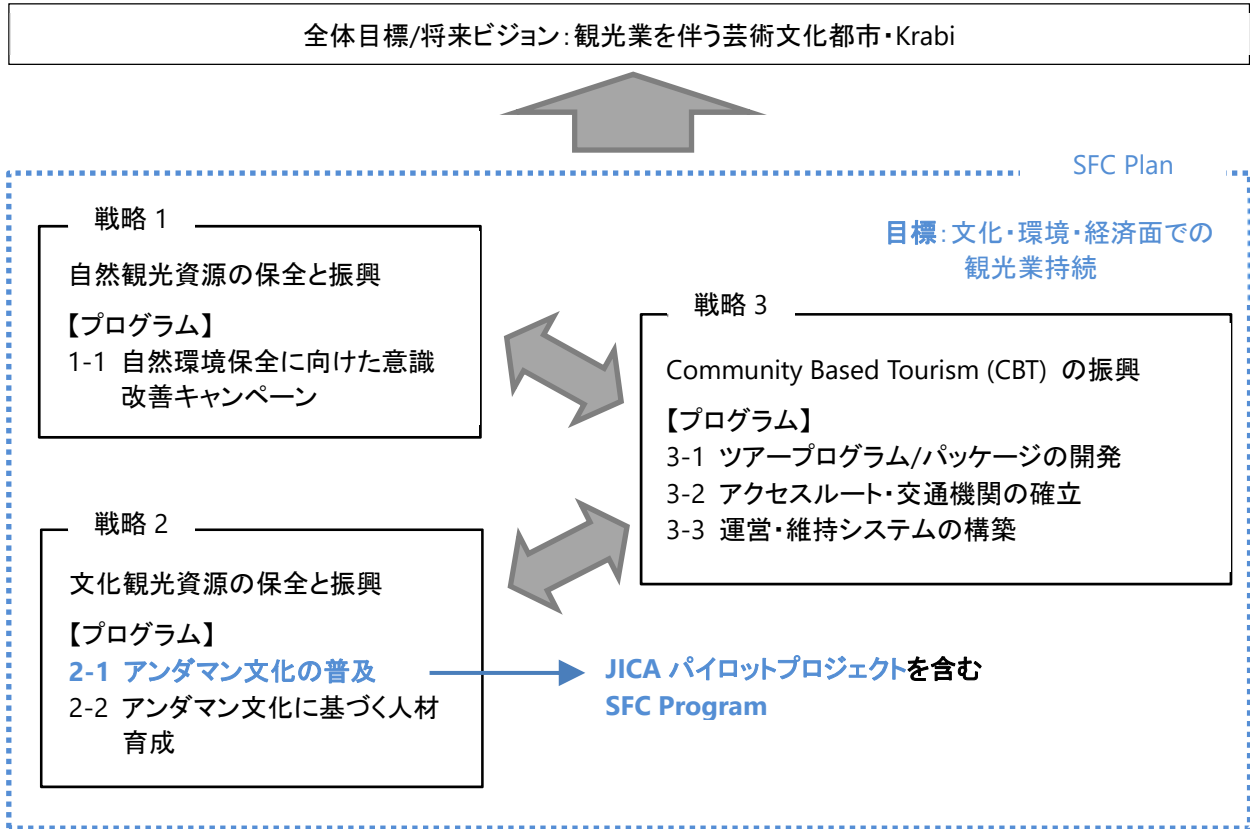 全体目標/将来ビジョン：観光業を伴う芸術文化都市・Krabi
SFC Plan
目標：文化・環境・経済面での
観光業持続
戦略 1
自然観光資源の保全と振興
【プログラム】
1-1 自然環境保全に向けた意識
改善キャンペーン
戦略 2
文化観光資源の保全と振興
【プログラム】
2-1 アンダマン文化の普及
2-2 アンダマン文化に基づく人材
育成
戦略 3
Community Based Tourism (CBT) の振興
【プログラム】
3-1 ツアープログラム/パッケージの開発
3-2 アクセスルート・交通機関の確立
3-3 運営・維持システムの構築
JICA パイロットプロジェクトを含む
SFC Program